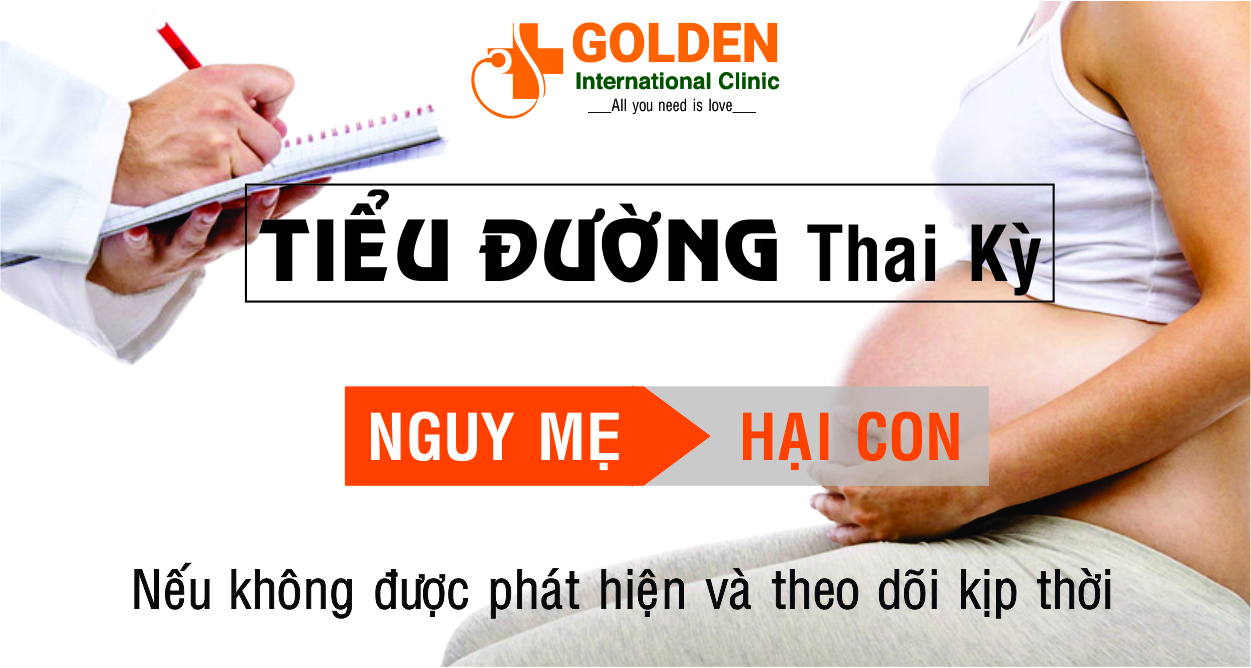 GOLDEN
International Clinic
___All you need is love___
TIỂU ĐƯỜNG Thai Kỳ
NGUY MẸ HẠI CON
Nếu không được phát hiện và theo dõi kịp thời